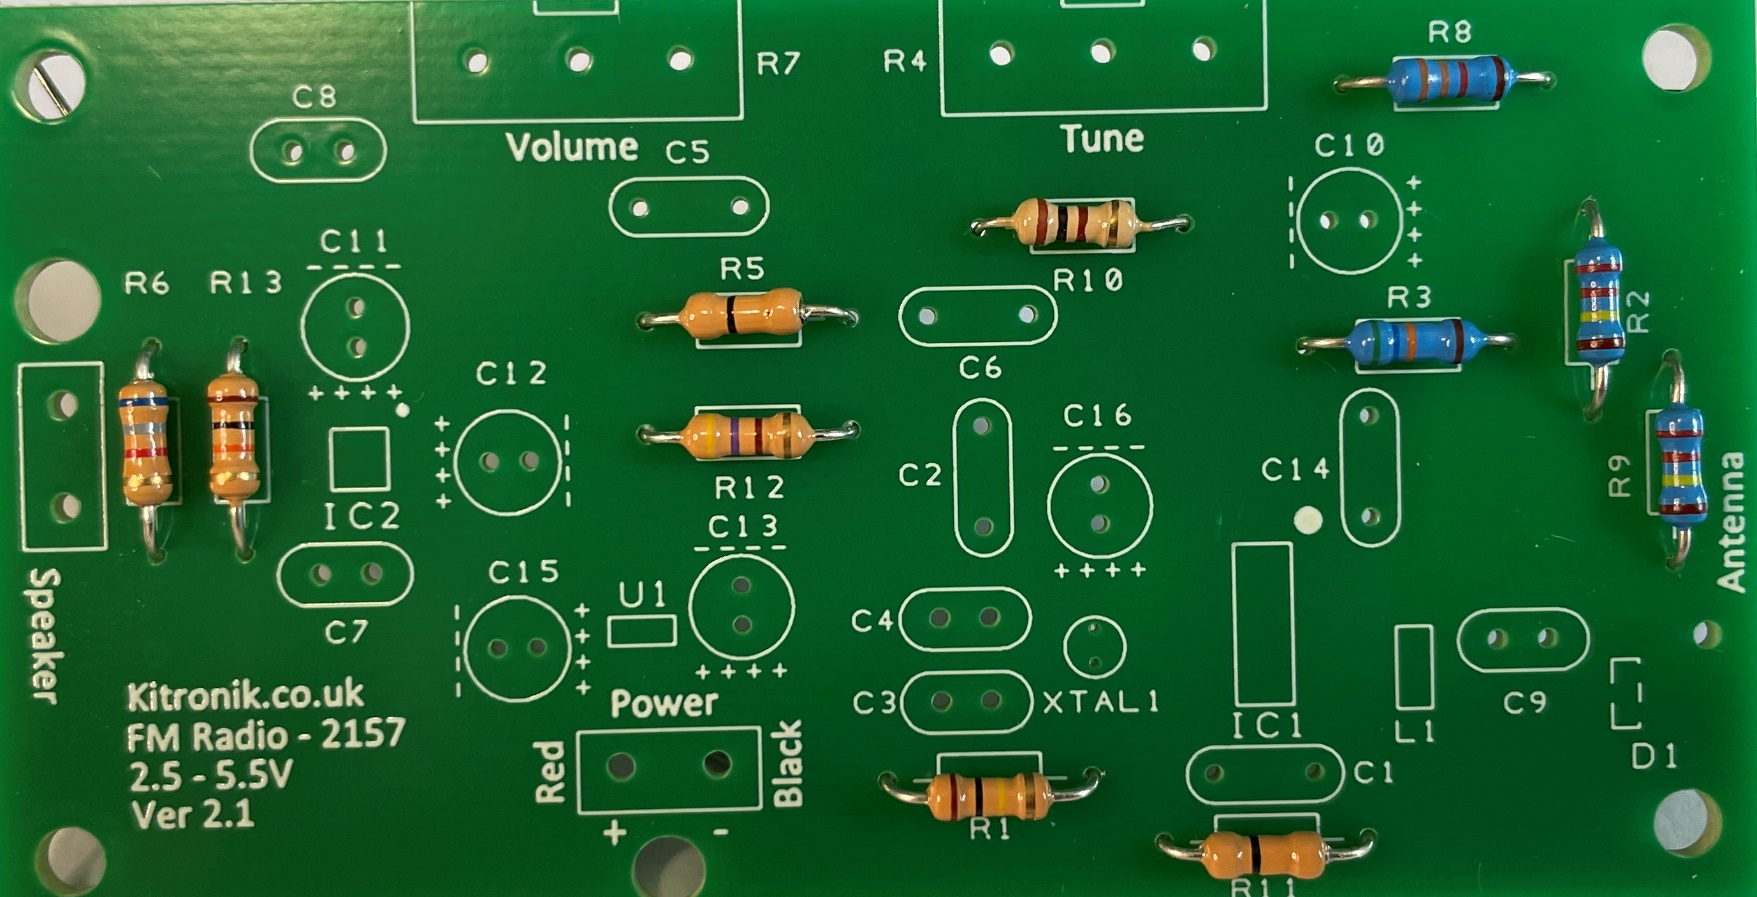 R8
R7
R4
C8
Volume
C5
Tune
C10
C11
R5
R6
R13
R10
R3
R2
C12
C6
C16
C2
C14
R9
Antenna
R12
IC2
C13
C15
U1
C7
C4
Speaker
Kitronik.co.uk
FM Radio - 2157
2.5 - 5.5V
Ver 2.1
Power
C3
XTAL1
C9
IC1
L1
D1
Red
Black
C1
+
-
R1
R11